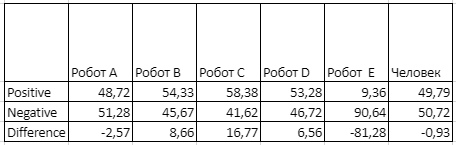 Робот A Робот B Робот C Робот D Робот E Человек
Positive 48,72 54,33 58,38 53,28 9,36 49,79
Negative 51,28 45,67 41,62 46,72 90,64 50,72
Difference -2,57 8,66 16,77 6,56 -81,28 -0,93